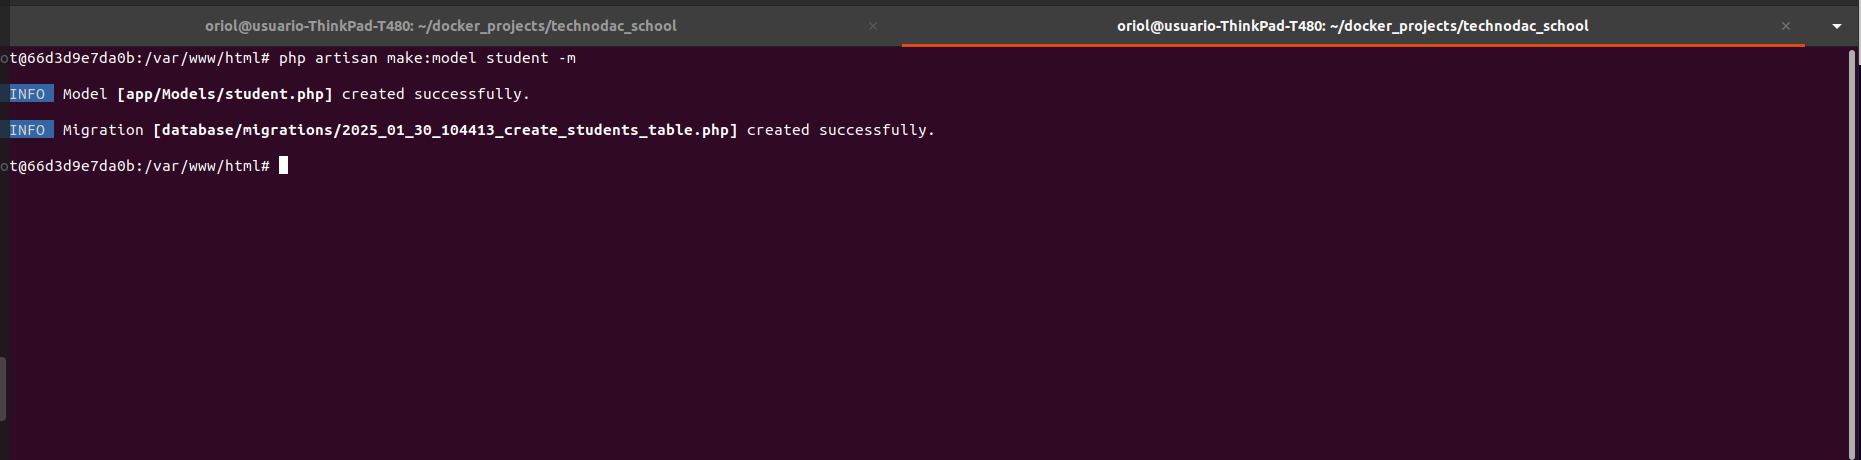 oriol@usuario-ThinkPad-T480: ~/docker_projects/technodac_school
oriol@usuario-ThinkPad-T480: ~/docker_projects/technodac_school
ot@66d3d9e7da0b:/var/www/html# php artisan make:model student -m
INFO Model [app/Models/student.php] created successfully.
INFO Migration [database/migrations/2025_01_30_104413_create_students_table.php] created successfully.
ot@66d3d9e7da0b:/var/www/html#